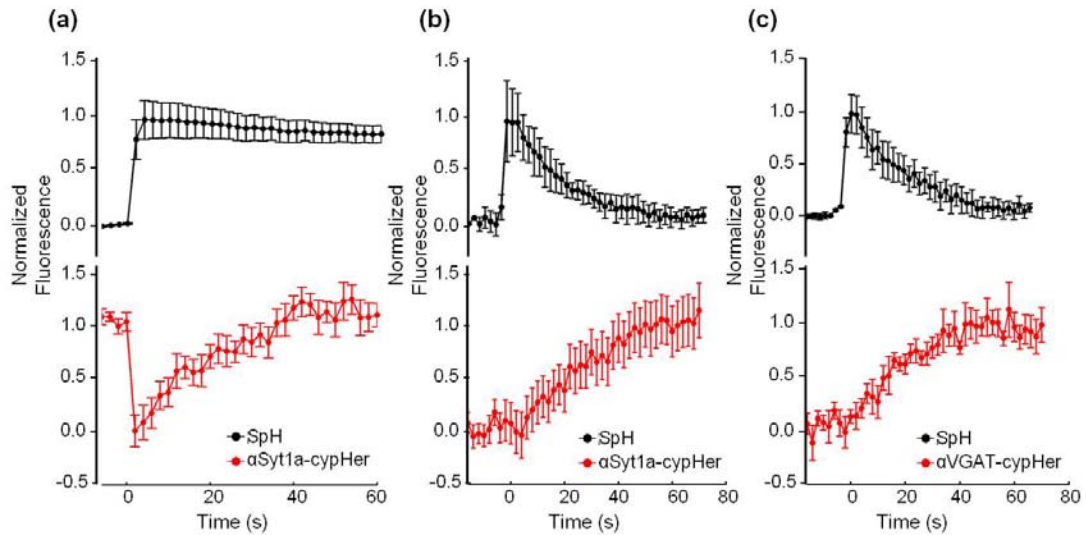 (a)
1.5
1.0
0.5
0.0
Normalized
Fluorescence
1.5
1.0
0.5
0.0
-0.5
SpH
αSyt1a-cypHer
0
20
40
60
Time (s)
(b)
1.5
1.0
0.5
0.0
Normalized
Fluorescence
1.5
1.0
0.5
0.0
-0.5
SpH
αSyt1a-cypHer
0
20
40
60
80
Time (s)
(c)
1.5
1.0
0.5
0.0
Normalized
Fluorescence
1.5
1.0
0.5
0.0
-0.5
SpH
αVGAT-cypHer
0
20
40
60
80
Time (s)